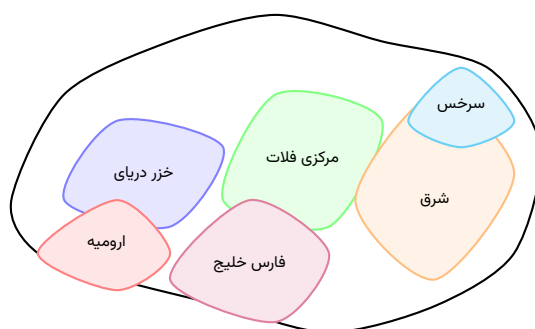 سرخس
مرکزی فلات
خزر دریای
شرق
ارومیه
فارس خلیج